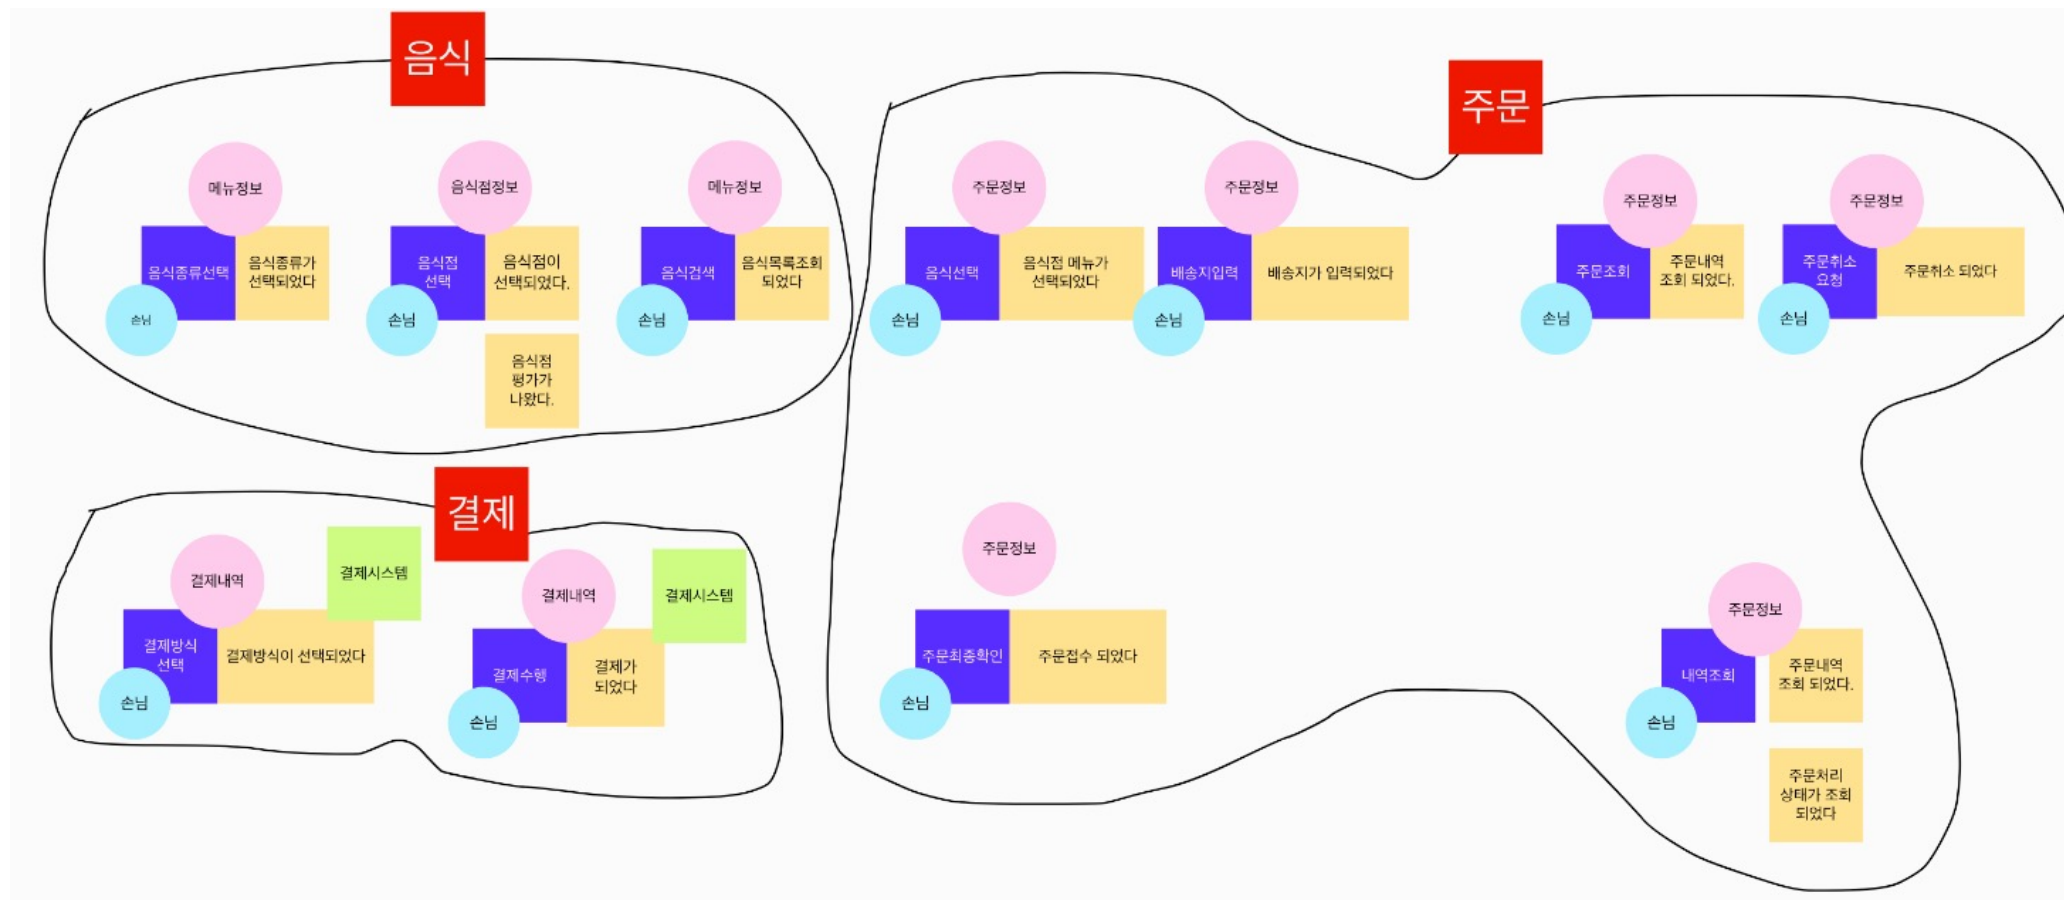 음식
메뉴정보
음식종류선택
음식종류가
선택되었다
손님
음식점정보
음식점
선택
음식점이
선택되었다.
손님
음식점
평가가
나왔다.
메뉴정보
음식검색
음식목록조회
되었다
손님
결제
결제내역
결제시스템
결제방식
선택
결제방식이 선택되었다
손님
결제내역
결제시스템
결제수행
결제가
되었다
손님
주문
주문정보
음식선택
음식점 메뉴가
선택되었다
손님
주문정보
배송지입력
배송지가 입력되었다
손님
주문정보
주문조회
주문내역
조회 되었다.
손님
주문정보
주문취소
요청
주문취소 되었다
손님
주문정보
주문최종확인
주문접수 되었다
손님
주문정보
내역조회
주문내역
조회 되었다.
손님
주문처리
상태가 조회
되었다